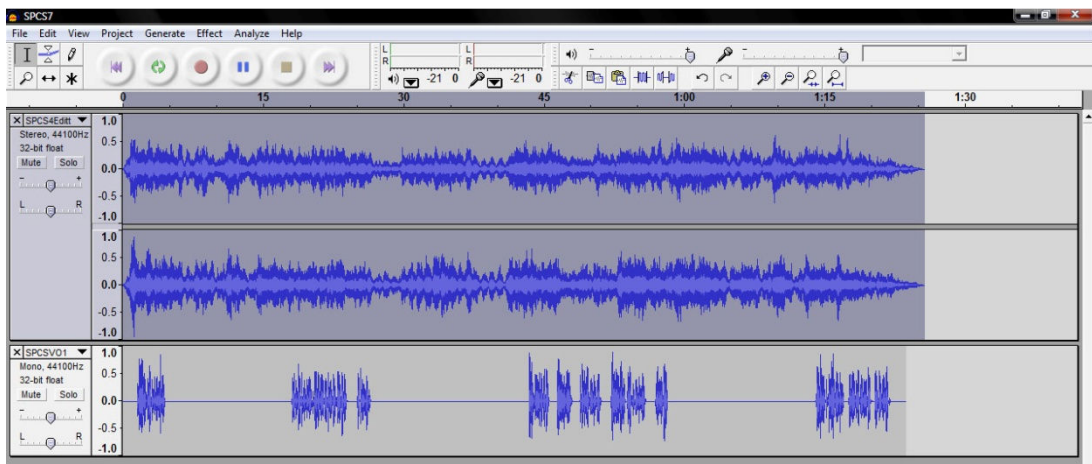 SPCS7
File Edit View Project Generate Effect Analyze Help
L
R
-21 0
L
R
-21 0
0 15 30 45 1:00 1:15 1:30
X SPCS4Editt
Stereo, 44100Hz
32-bit float
Mute Solo
- +
L R
1.0
0.5
0.0
-0.5
-1.0
1.0
0.5
0.0
-0.5
-1.0
X SPCSVO1
Mono, 44100Hz
32-bit float
Mute Solo
- +
L R
1.0
0.5
0.0
-0.5
-1.0